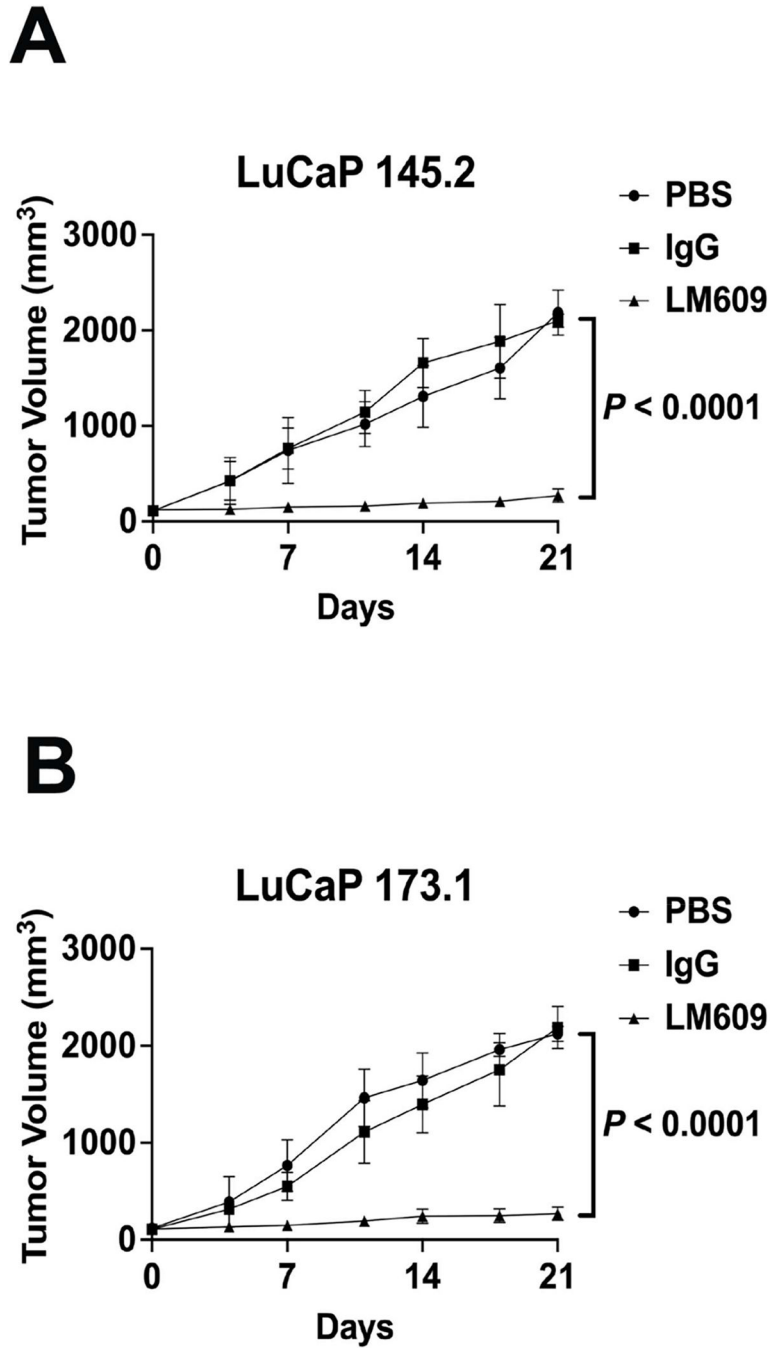 A
LuCaP 145.2
PBS
IgG
LM609
Tumor Volume (mm³)
3000
2000
1000
0
P < 0.0001
0 7 14 21
Days
B
LuCaP 173.1
PBS
IgG
LM609
Tumor Volume (mm³)
3000
2000
1000
0
P < 0.0001
0 7 14 21
Days